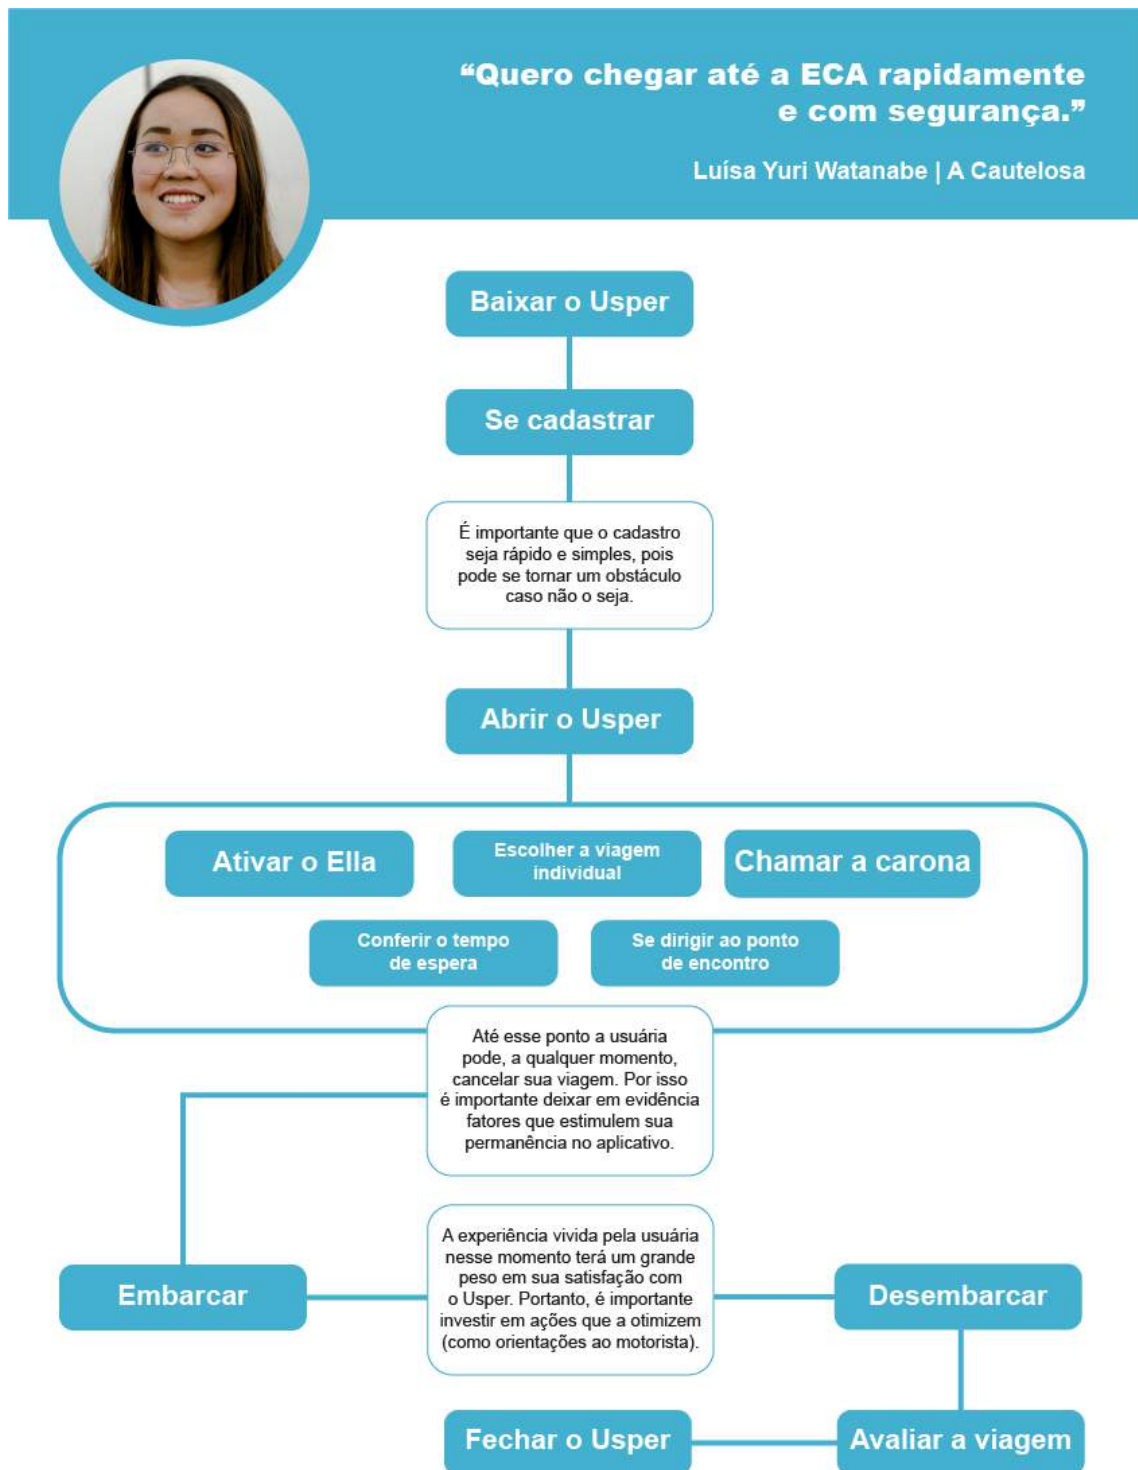 “Quero chegar até a ECA rapidamente
e com segurança.”
Luísa Yuri Watanabe | A Cautelosa
Baixar o Usper
Se cadastrar
É importante que o cadastro
seja rápido e simples, pois
pode se tornar um obstáculo
caso não o seja.
Abrir o Usper
Ativar o Ella
Escolher a viagem
individual
Chamar a carona
Conferir o tempo
de espera
Se dirigir ao ponto
de encontro
Até esse ponto a usuária
pode, a qualquer momento,
cancelar sua viagem. Por isso
é importante deixar em evidência
fatores que estimulem sua
permanência no aplicativo.
Embarcar
A experiência vivida pela usuária
nesse momento terá um grande
peso em sua satisfação com
o Usper. Portanto, é importante
investir em ações que a otimizem
(como orientações ao motorista).
Desembarcar
Fechar o Usper
Avaliar a viagem